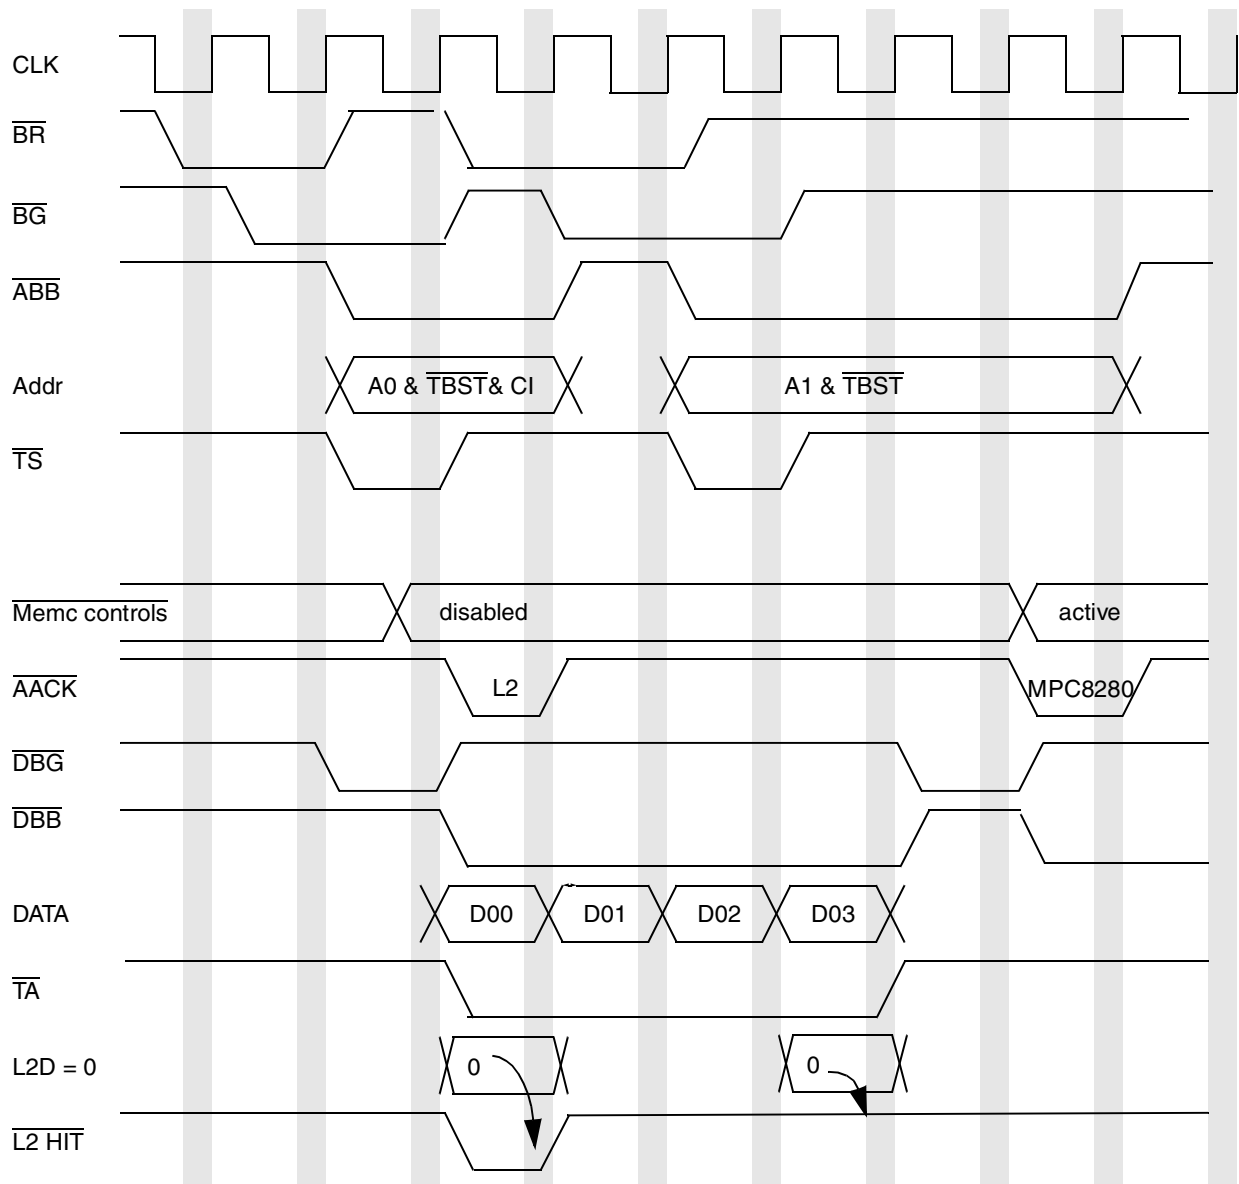 CLK
BR
BG
ABB
Addr A0 & TBST& CI A1 & TBST
TS
Memc controls disabled active
AACK L2 MPC8280
DBG
DBB
DATA D00 D01 D02 D03
TA
L2D = 0 0 0
L2 HIT